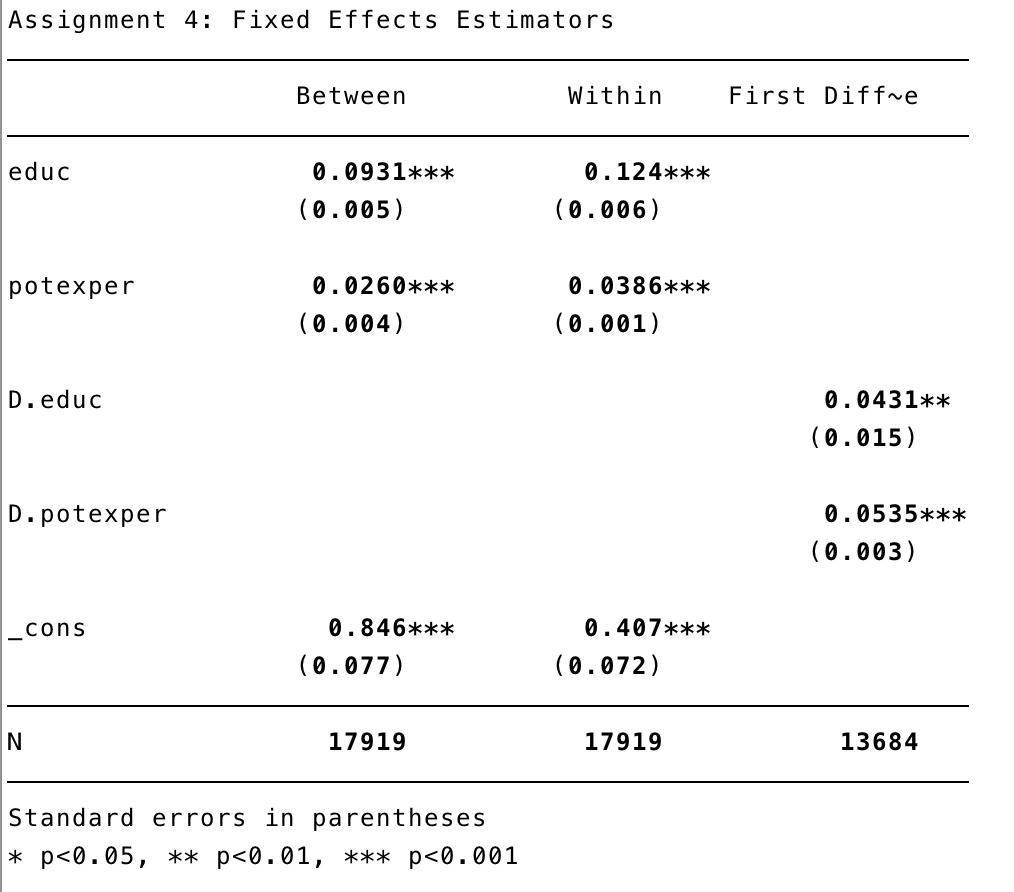 Assignment 4: Fixed Effects Estimators
Between Within First Diff~e
educ 0.0931*** 0.124***
(0.005) (0.006)
potexper 0.0260*** 0.0386***
(0.004) (0.001)
D.educ 0.0431**
(0.015)
D.potexper 0.0535***
(0.003)
_cons 0.846*** 0.407***
(0.077) (0.072)
N 17919 17919 13684
Standard errors in parentheses
* p<0.05, ** p<0.01, *** p<0.001